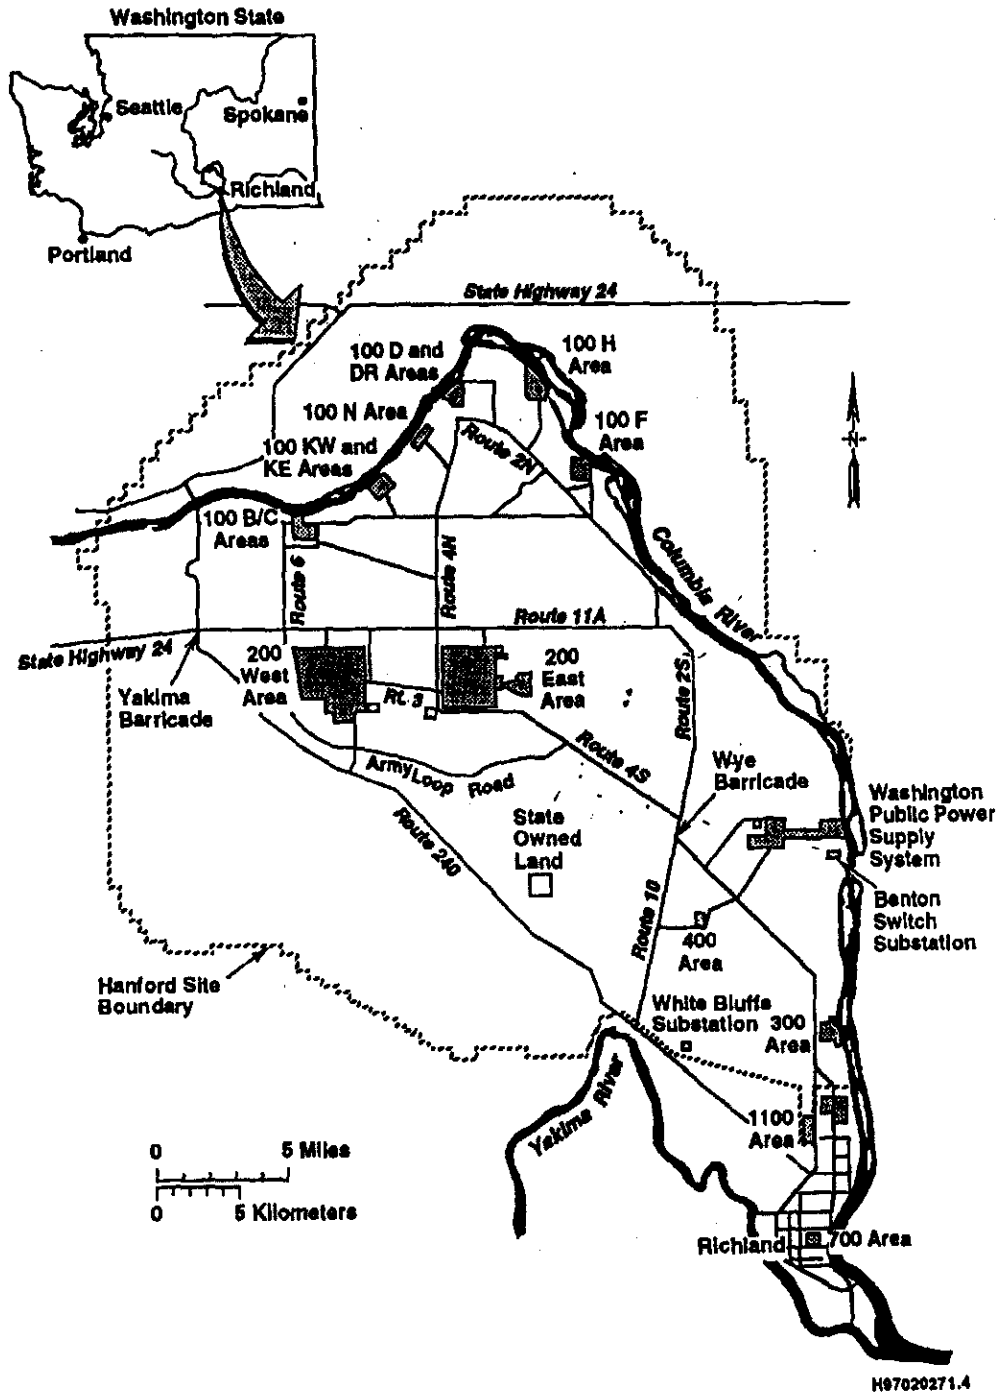 Washington State
Seattle
Spokane
Richland
Portland
State Highway 24
100 D and
DR Areas
100 H
Area
100 N Area
100 F
Area
Route 2N
100 KW and
KE Areas
N
100 B/C
Areas
Route 6
Route 4N
Columbia River
Route 11A
State Highway 24
200
West
Area
200
East
Area
Rt. 3
Route 2S
Yakima
Barricade
Army Loop Road
Route 4S
Wye
Barricade
Washington
Public Power
Supply
System
State
Owned
Land
Route 240
Benton
Switch
Substation
Route 10
400
Area
Hanford Site
Boundary
White Bluffs
Substation
300
Area
Yakima River
1100
Area
0 5 Miles
0 5 Kilometers
Richland
700 Area
H97020271.4